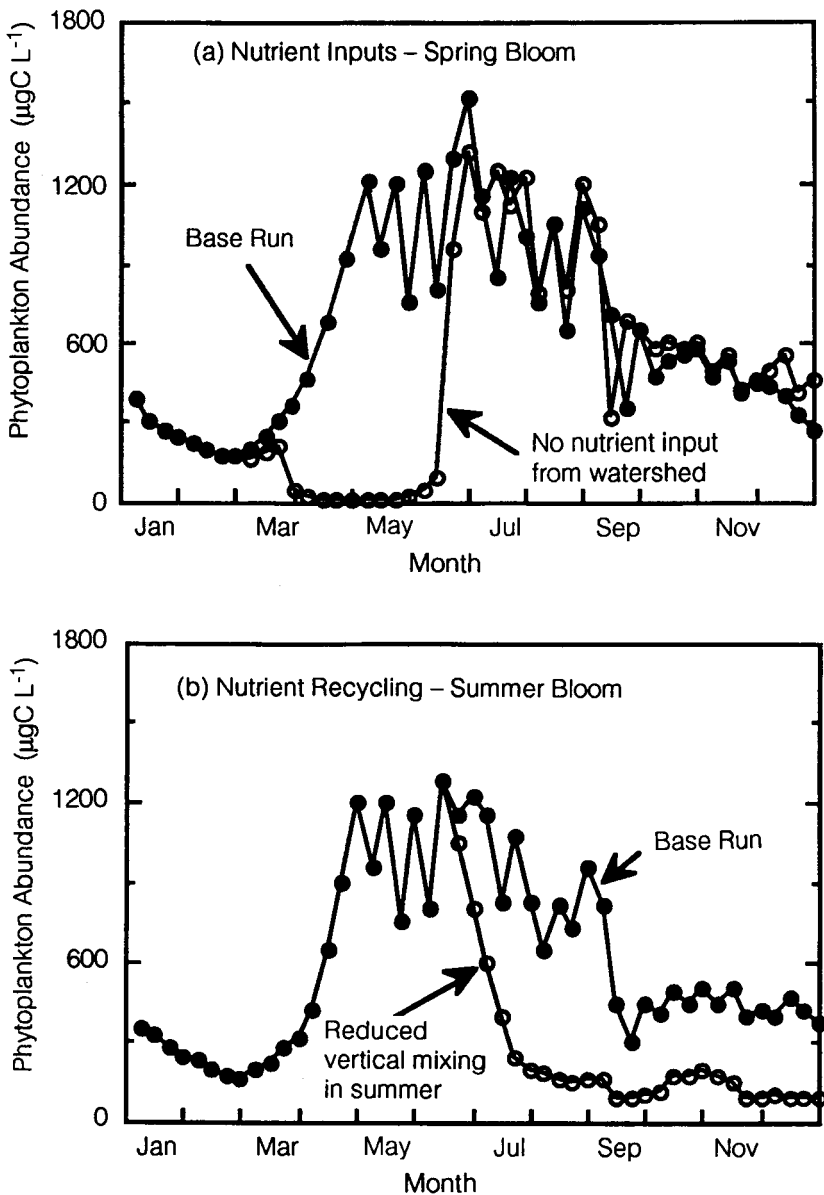 1800
(a) Nutrient Inputs – Spring Bloom
Phytoplankton Abundance (µgC L⁻¹)
1200
Base Run
600
No nutrient input
from watershed
0
Jan Mar May Jul Sep Nov
Month
1800
(b) Nutrient Recycling – Summer Bloom
Phytoplankton Abundance (µgC L⁻¹)
1200
Base Run
600
Reduced
vertical mixing
in summer
0
Jan Mar May Jul Sep Nov
Month